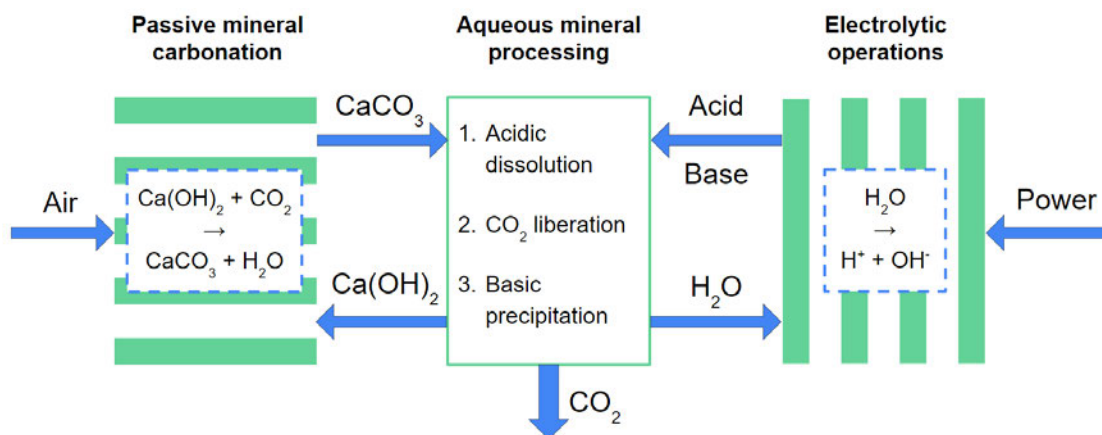 Passive mineral
carbonation
Aqueous mineral
processing
Electrolytic
operations
Air
Ca(OH)₂ + CO₂
→
CaCO₃ + H₂O
CaCO₃
Ca(OH)₂
1. Acidic
dissolution
2. CO₂ liberation
3. Basic
precipitation
CO₂
Acid
Base
H₂O
H₂O
→
H⁺ + OH⁻
Power